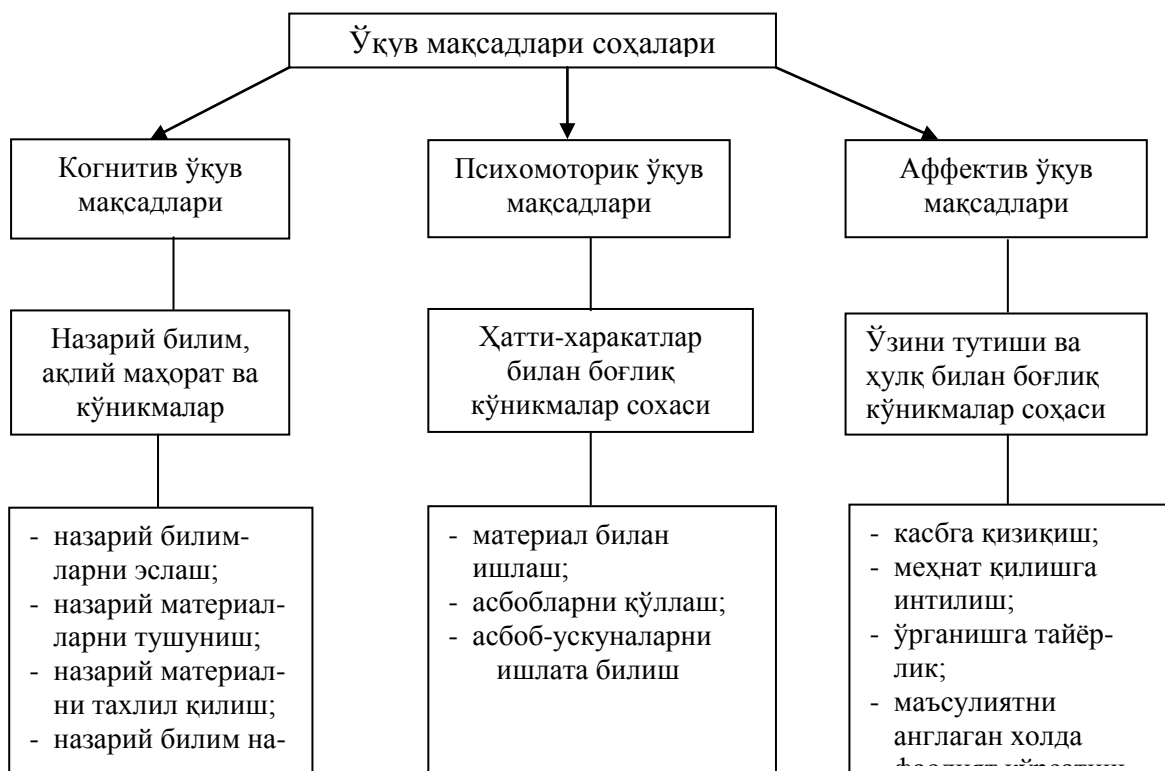 Ўқув мақсадлари соҳалари
Когнитив ўқув
мақсадлари
Психомоторик ўқув
мақсадлари
Аффектив ўқув
мақсадлари
Назарий билим,
ақлий маҳорат ва
кўникмалар
Ҳатти-харакатлар
билан боғлиқ
кўникмалар сохаси
Ўзини тутиши ва
ҳулқ билан боғлиқ
кўникмалар соҳаси
- назарий билим-
ларни эслаш;
- назарий материал-
ларни тушуниш;
- назарий материал-
ни тахлил қилиш;
- назарий билим на-
- материал билан
ишлаш;
- асбобларни қўллаш;
- асбоб-ускуналарни
ишлата билиш
- касбга қизиқиш;
- меҳнат қилишга
интилиш;
- ўрганишга тайёр-
лик;
- маъсулиятни
англаган холда